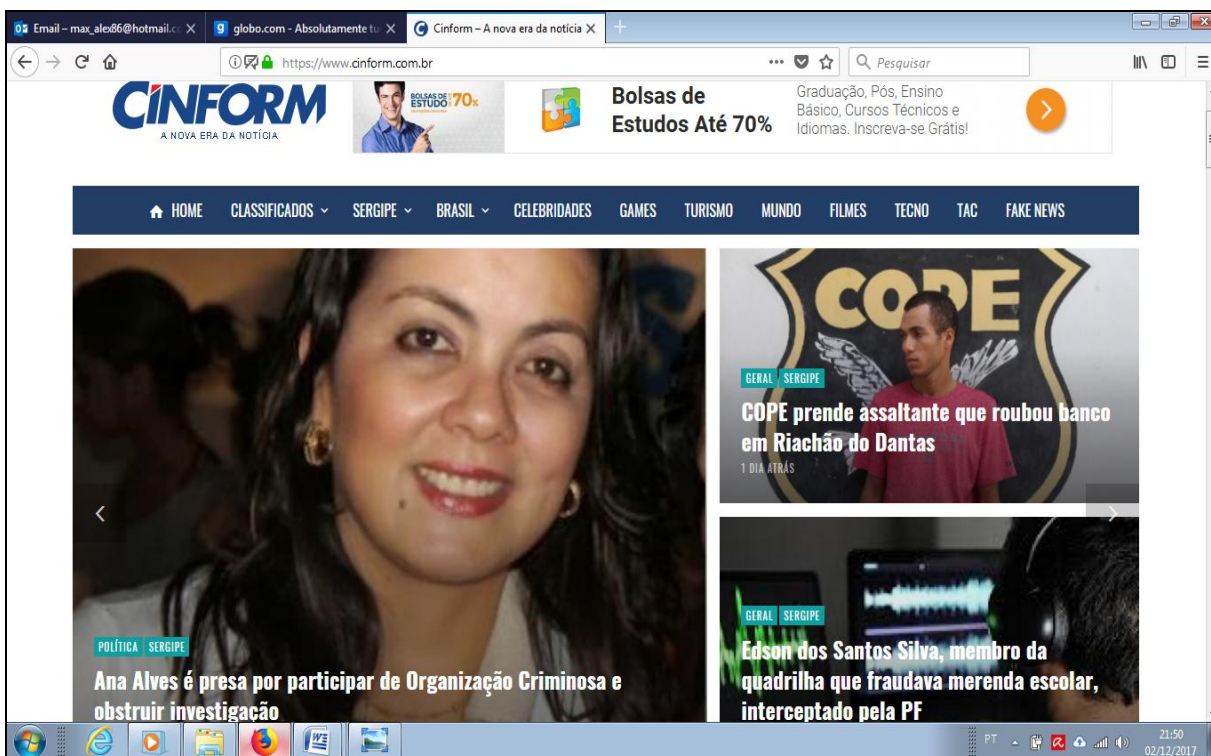 Email – max_alex86@hotmail.c
globo.com - Absolutamente tu
Cinform – A nova era da notícia
https://www.cinform.com.br
Pesquisar
CINFORM
A NOVA ERA DA NOTÍCIA
BOLSAS DE ESTUDO 70%
Bolsas de
Estudos Até 70%
Graduação, Pós, Ensino
Básico, Cursos Técnicos e
Idiomas. Inscreva-se Grátis!
HOME CLASSIFICADOS SERGIPE BRASIL CELEBRIDADES GAMES TURISMO MUNDO FILMES TECNO TAC FAKE NEWS
POLÍTICA SERGIPE
Ana Alves é presa por participar de Organização Criminosa e
obstruir investigação
COPE
GERAL SERGIPE
COPE prende assaltante que roubou banco
em Riachão do Dantas
1 DIA ATRÁS
GERAL SERGIPE
Edson dos Santos Silva, membro da
quadrilha que fraudava merenda escolar,
interceptado pela PF
PT
21:50
02/12/2017